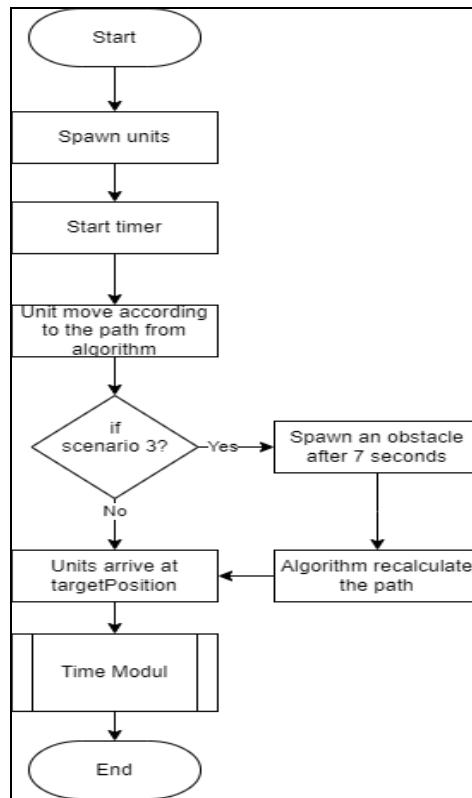 Start
Spawn units
Start timer
Unit move according
to the path from
algorithm
if
scenario 3?
Yes
Spawn an obstacle
after 7 seconds
No
Units arrive at
targetPosition
Algorithm recalculate
the path
Time Modul
End